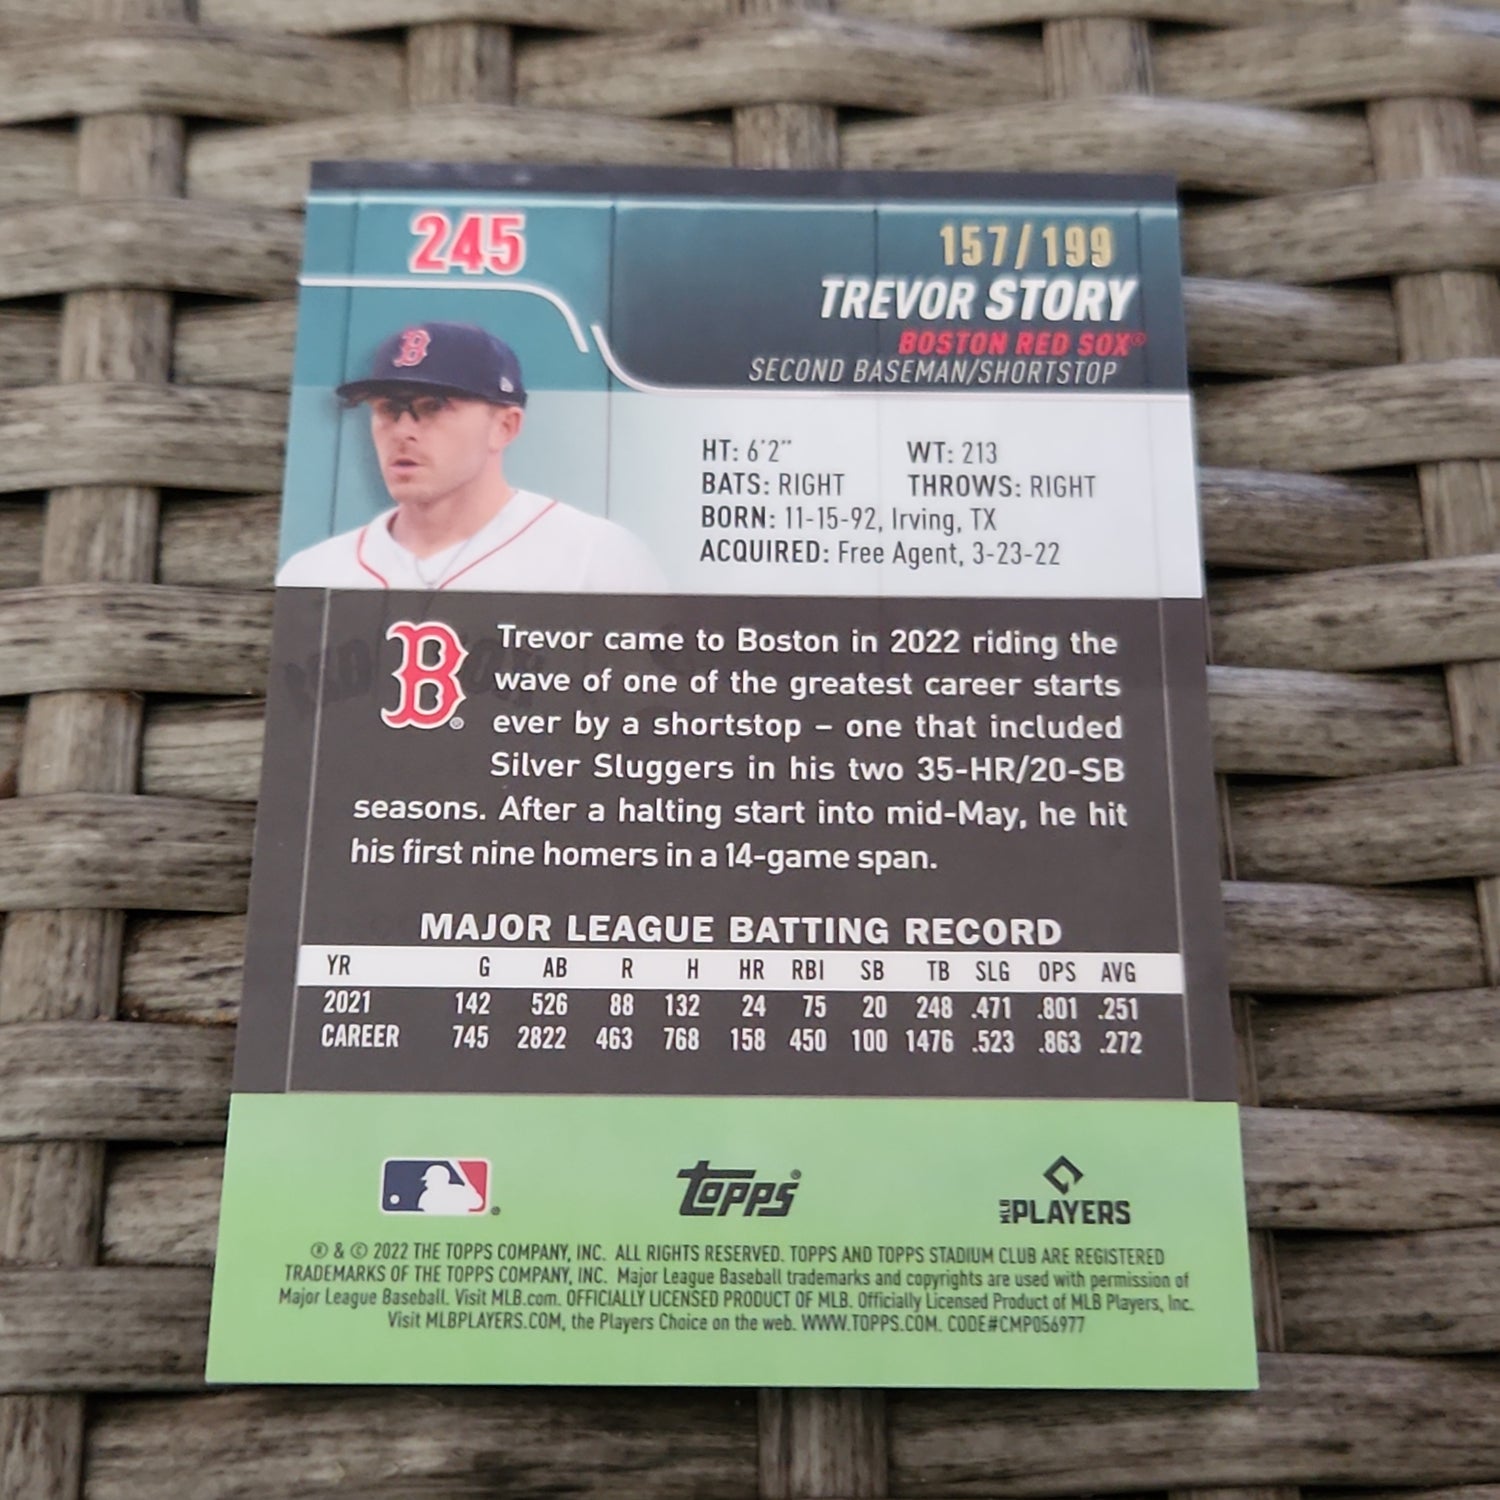 245
157/199
TREVOR STORY
BOSTON RED SOX®
SECOND BASEMAN/SHORTSTOP
B
HT: 6'2" WT: 213
BATS: RIGHT THROWS: RIGHT
BORN: 11-15-92, Irving, TX
ACQUIRED: Free Agent, 3-23-22
B®
Trevor came to Boston in 2022 riding the
wave of one of the greatest career starts
ever by a shortstop – one that included
Silver Sluggers in his two 35-HR/20-SB
seasons. After a halting start into mid-May, he hit
his first nine homers in a 14-game span.
MAJOR LEAGUE BATTING RECORD
YR G AB R H HR RBI SB TB SLG OPS AVG
2021 142 526 88 132 24 75 20 248 .471 .801 .251
CAREER 745 2822 463 768 158 450 100 1476 .523 .863 .272
topps®
MLB PLAYERS
® & © 2022 THE TOPPS COMPANY, INC. ALL RIGHTS RESERVED. TOPPS AND TOPPS STADIUM CLUB ARE REGISTERED
TRADEMARKS OF THE TOPPS COMPANY, INC. Major League Baseball trademarks and copyrights are used with permission of
Major League Baseball. Visit MLB.com. OFFICIALLY LICENSED PRODUCT OF MLB. Officially Licensed Product of MLB Players, Inc.
Visit MLBPLAYERS.COM, the Players Choice on the web. WWW.TOPPS.COM. CODE#CMP056977